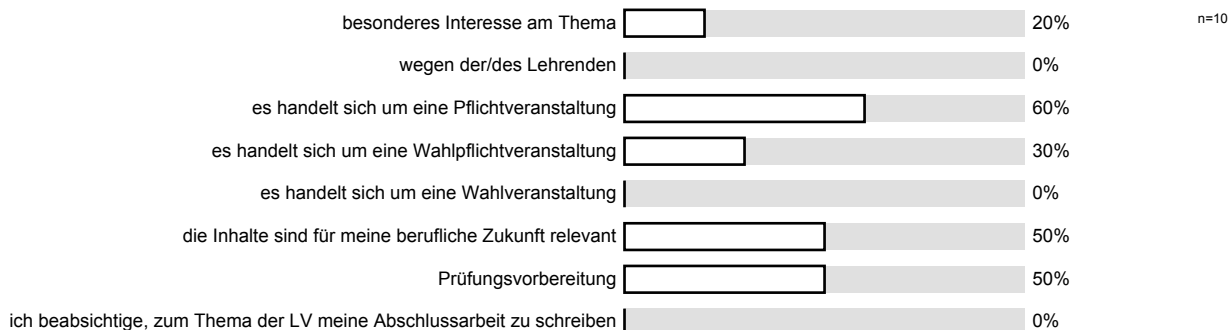 besonderes Interesse am Thema 20% n=10
wegen der/des Lehrenden 0%
es handelt sich um eine Pflichtveranstaltung 60%
es handelt sich um eine Wahlpflichtveranstaltung 30%
es handelt sich um eine Wahlveranstaltung 0%
die Inhalte sind für meine berufliche Zukunft relevant 50%
Prüfungsvorbereitung 50%
ich beabsichtige, zum Thema der LV meine Abschlussarbeit zu schreiben 0%